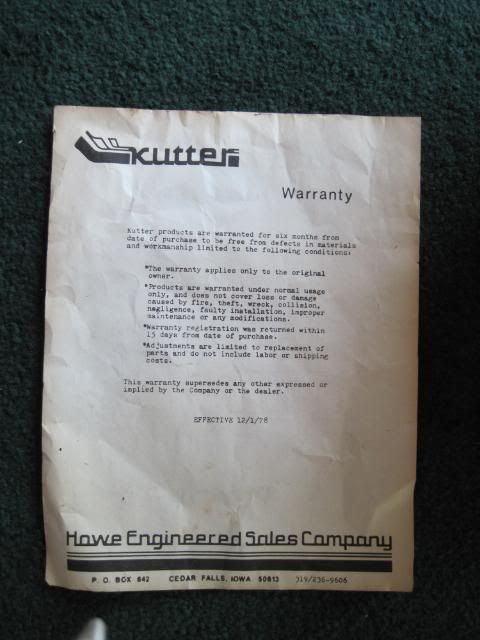 Kutter
Warranty
Kutter products are warranted for six months from
date of purchase to be free from defects in materials
and workmanship limited to the following conditions:
*The warranty applies only to the original
owner.
*Products are warranted under normal usage
only, and does not cover loss or damage
caused by fire, theft, wreck, collision,
negligence, faulty installation, improper
maintenance or any modifications.
*Warranty registration was returned within
15 days from date of purchase.
*Adjustments are limited to replacement of
parts and do not include labor or shipping
costs.
This warranty supersedes any other expressed or
implied by the Company or the dealer.
EFFECTIVE 12/1/78
Howe Engineered Sales Company
P. O. BOX 642 CEDAR FALLS, IOWA 50613 319/236-9606